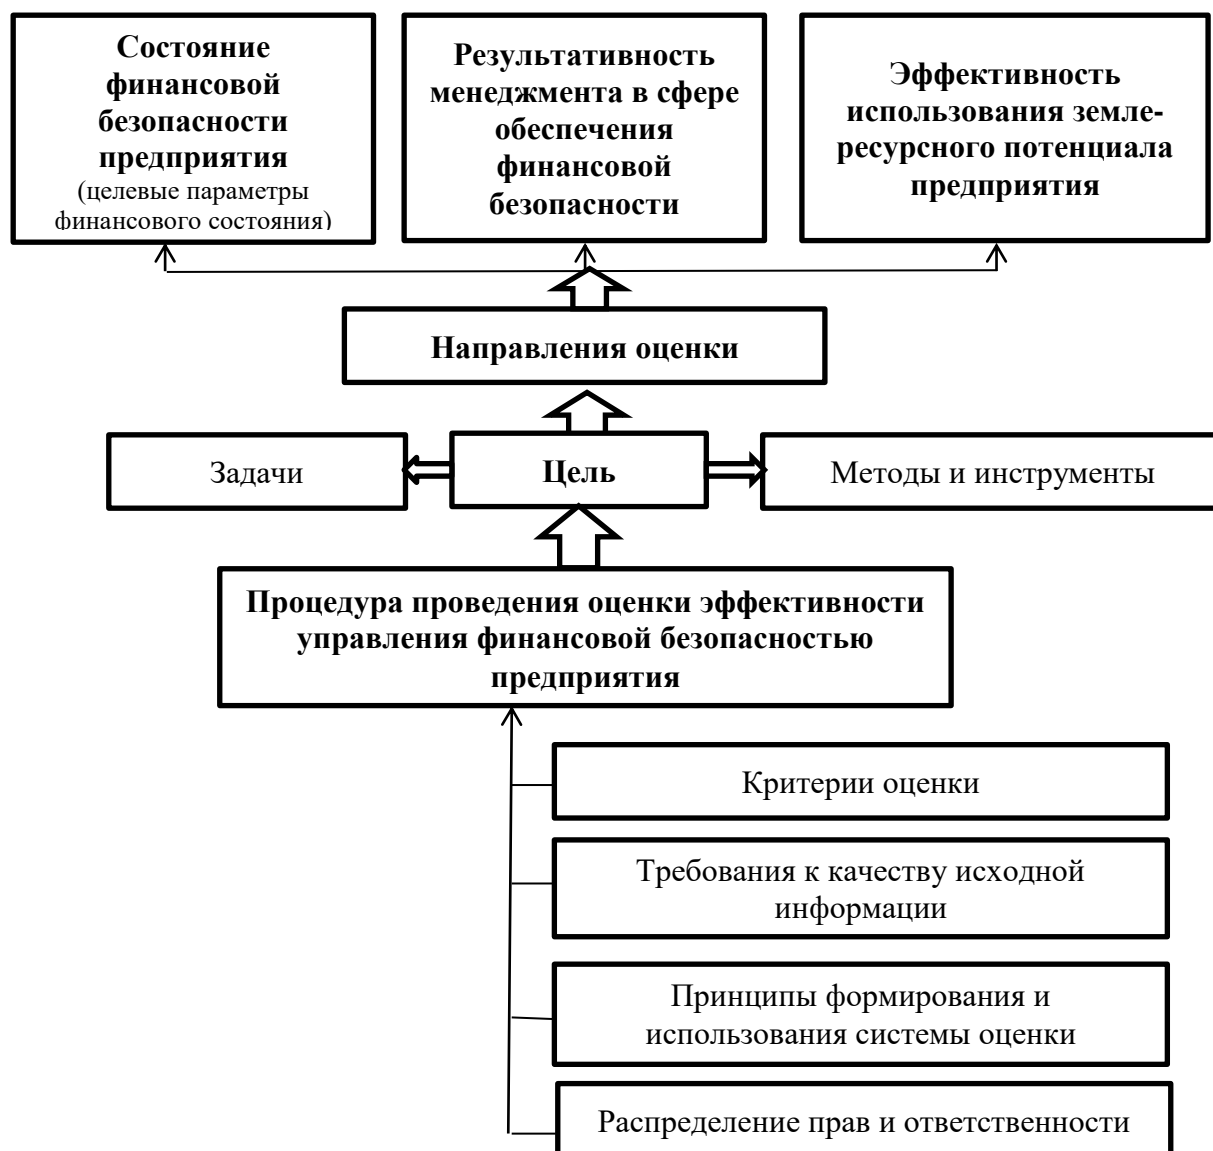 Состояние
финансовой
безопасности
предприятия
(целевые параметры
финансового состояния)
Результативность
менеджмента в сфере
обеспечения
финансовой
безопасности
Эффективность
использования земле-
ресурсного потенциала
предприятия
Направления оценки
Задачи
Цель
Методы и инструменты
Процедура проведения оценки эффективности
управления финансовой безопасностью
предприятия
Критерии оценки
Требования к качеству исходной
информации
Принципы формирования и
использования системы оценки
Распределение прав и ответственности